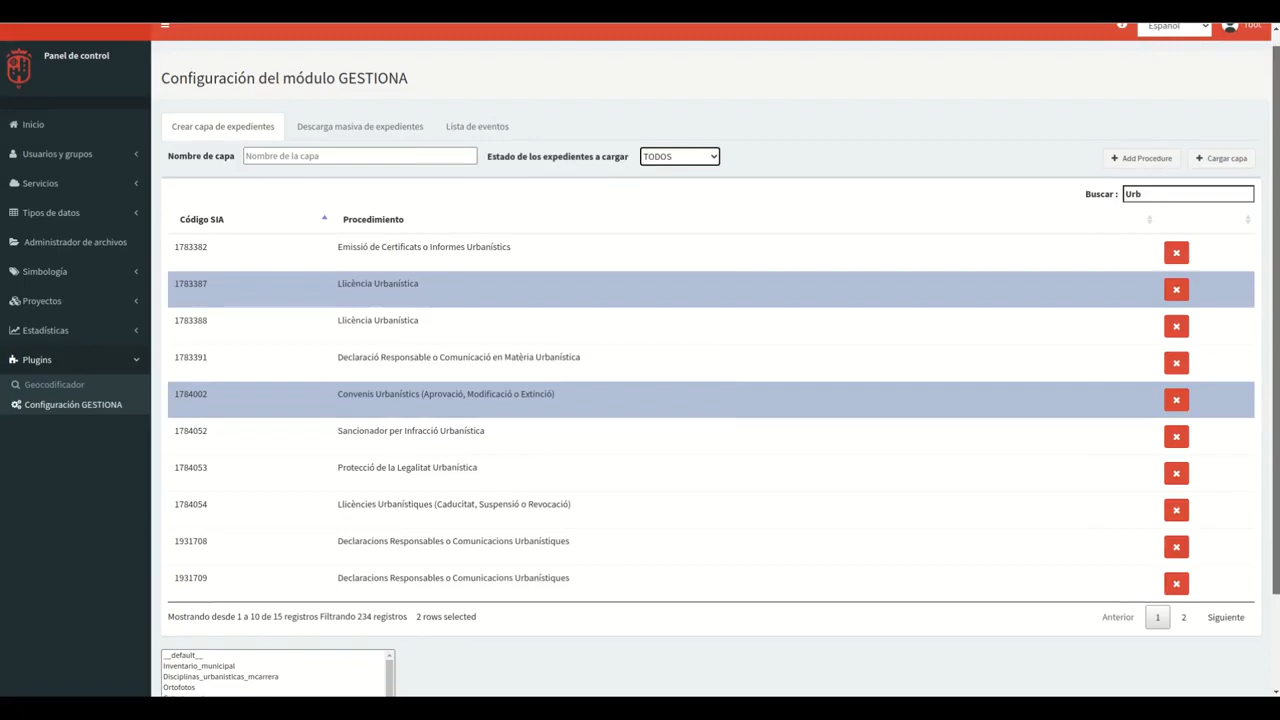 Español
Root
Panel de control
Configuración del módulo GESTIONA
Inicio
Usuarios y grupos
Servicios
Tipos de datos
Administrador de archivos
Simbología
Proyectos
Estadísticas
Plugins
Geocodificador
Configuración GESTIONA
Crear capa de expedientes
Descarga masiva de expedientes
Lista de eventos
Nombre de capa
Nombre de la capa
Estado de los expedientes a cargar
TODOS
Add Procedure
Cargar capa
Buscar : Urb
Código SIA Procedimiento
1783382 Emissió de Certificats o Informes Urbanístics
1783387 Llicència Urbanística
1783388 Llicència Urbanística
1783391 Declaració Responsable o Comunicació en Matèria Urbanística
1784002 Convenis Urbanístics (Aprovació, Modificació o Extinció)
1784052 Sancionador per Infracció Urbanística
1784053 Protecció de la Legalitat Urbanística
1784054 Llicències Urbanístiques (Caducitat, Suspensió o Revocació)
1931708 Declaracions Responsables o Comunicacions Urbanístiques
1931709 Declaracions Responsables o Comunicacions Urbanístiques
Mostrando desde 1 a 10 de 15 registros Filtrando 234 registros 2 rows selected
Anterior 1 2 Siguiente
__default__
Inventario_municipal
Disciplinas_urbanisticas_mcarrera
Ortofotos